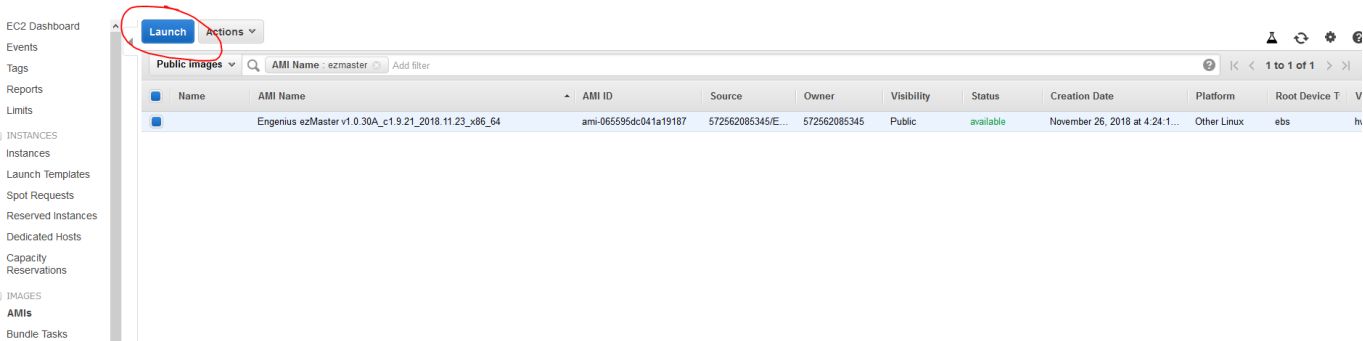 EC2 Dashboard
Events
Tags
Reports
Limits
INSTANCES
Instances
Launch Templates
Spot Requests
Reserved Instances
Dedicated Hosts
Capacity
Reservations
IMAGES
AMIs
Bundle Tasks
Launch Actions
Public images AMI Name : ezmaster Add filter 1 to 1 of 1
Name AMI Name AMI ID Source Owner Visibility Status Creation Date Platform Root Device T
Engenius ezMaster v1.0.30A_c1.9.21_2018.11.23_x86_64 ami-065595dc041a19187 572562085345/E... 572562085345 Public available November 26, 2018 at 4:24:1... Other Linux ebs